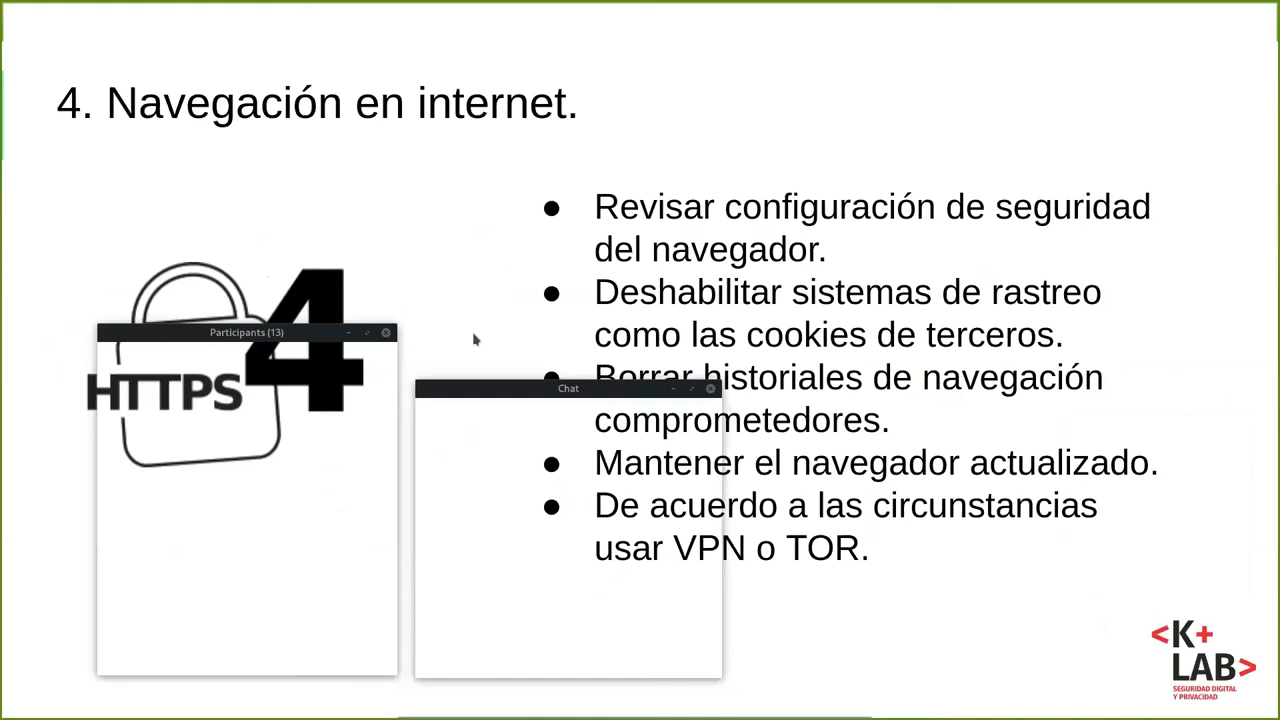 4. Navegación en internet.
● Revisar configuración de seguridad
del navegador.
● Deshabilitar sistemas de rastreo
como las cookies de terceros.
● Borrar historiales de navegación
comprometedores.
● Mantener el navegador actualizado.
● De acuerdo a las circunstancias
usar VPN o TOR.
4
HTTPS
Participants (13)
Chat
<K+
LAB>
SEGURIDAD DIGITAL
Y PRIVACIDAD